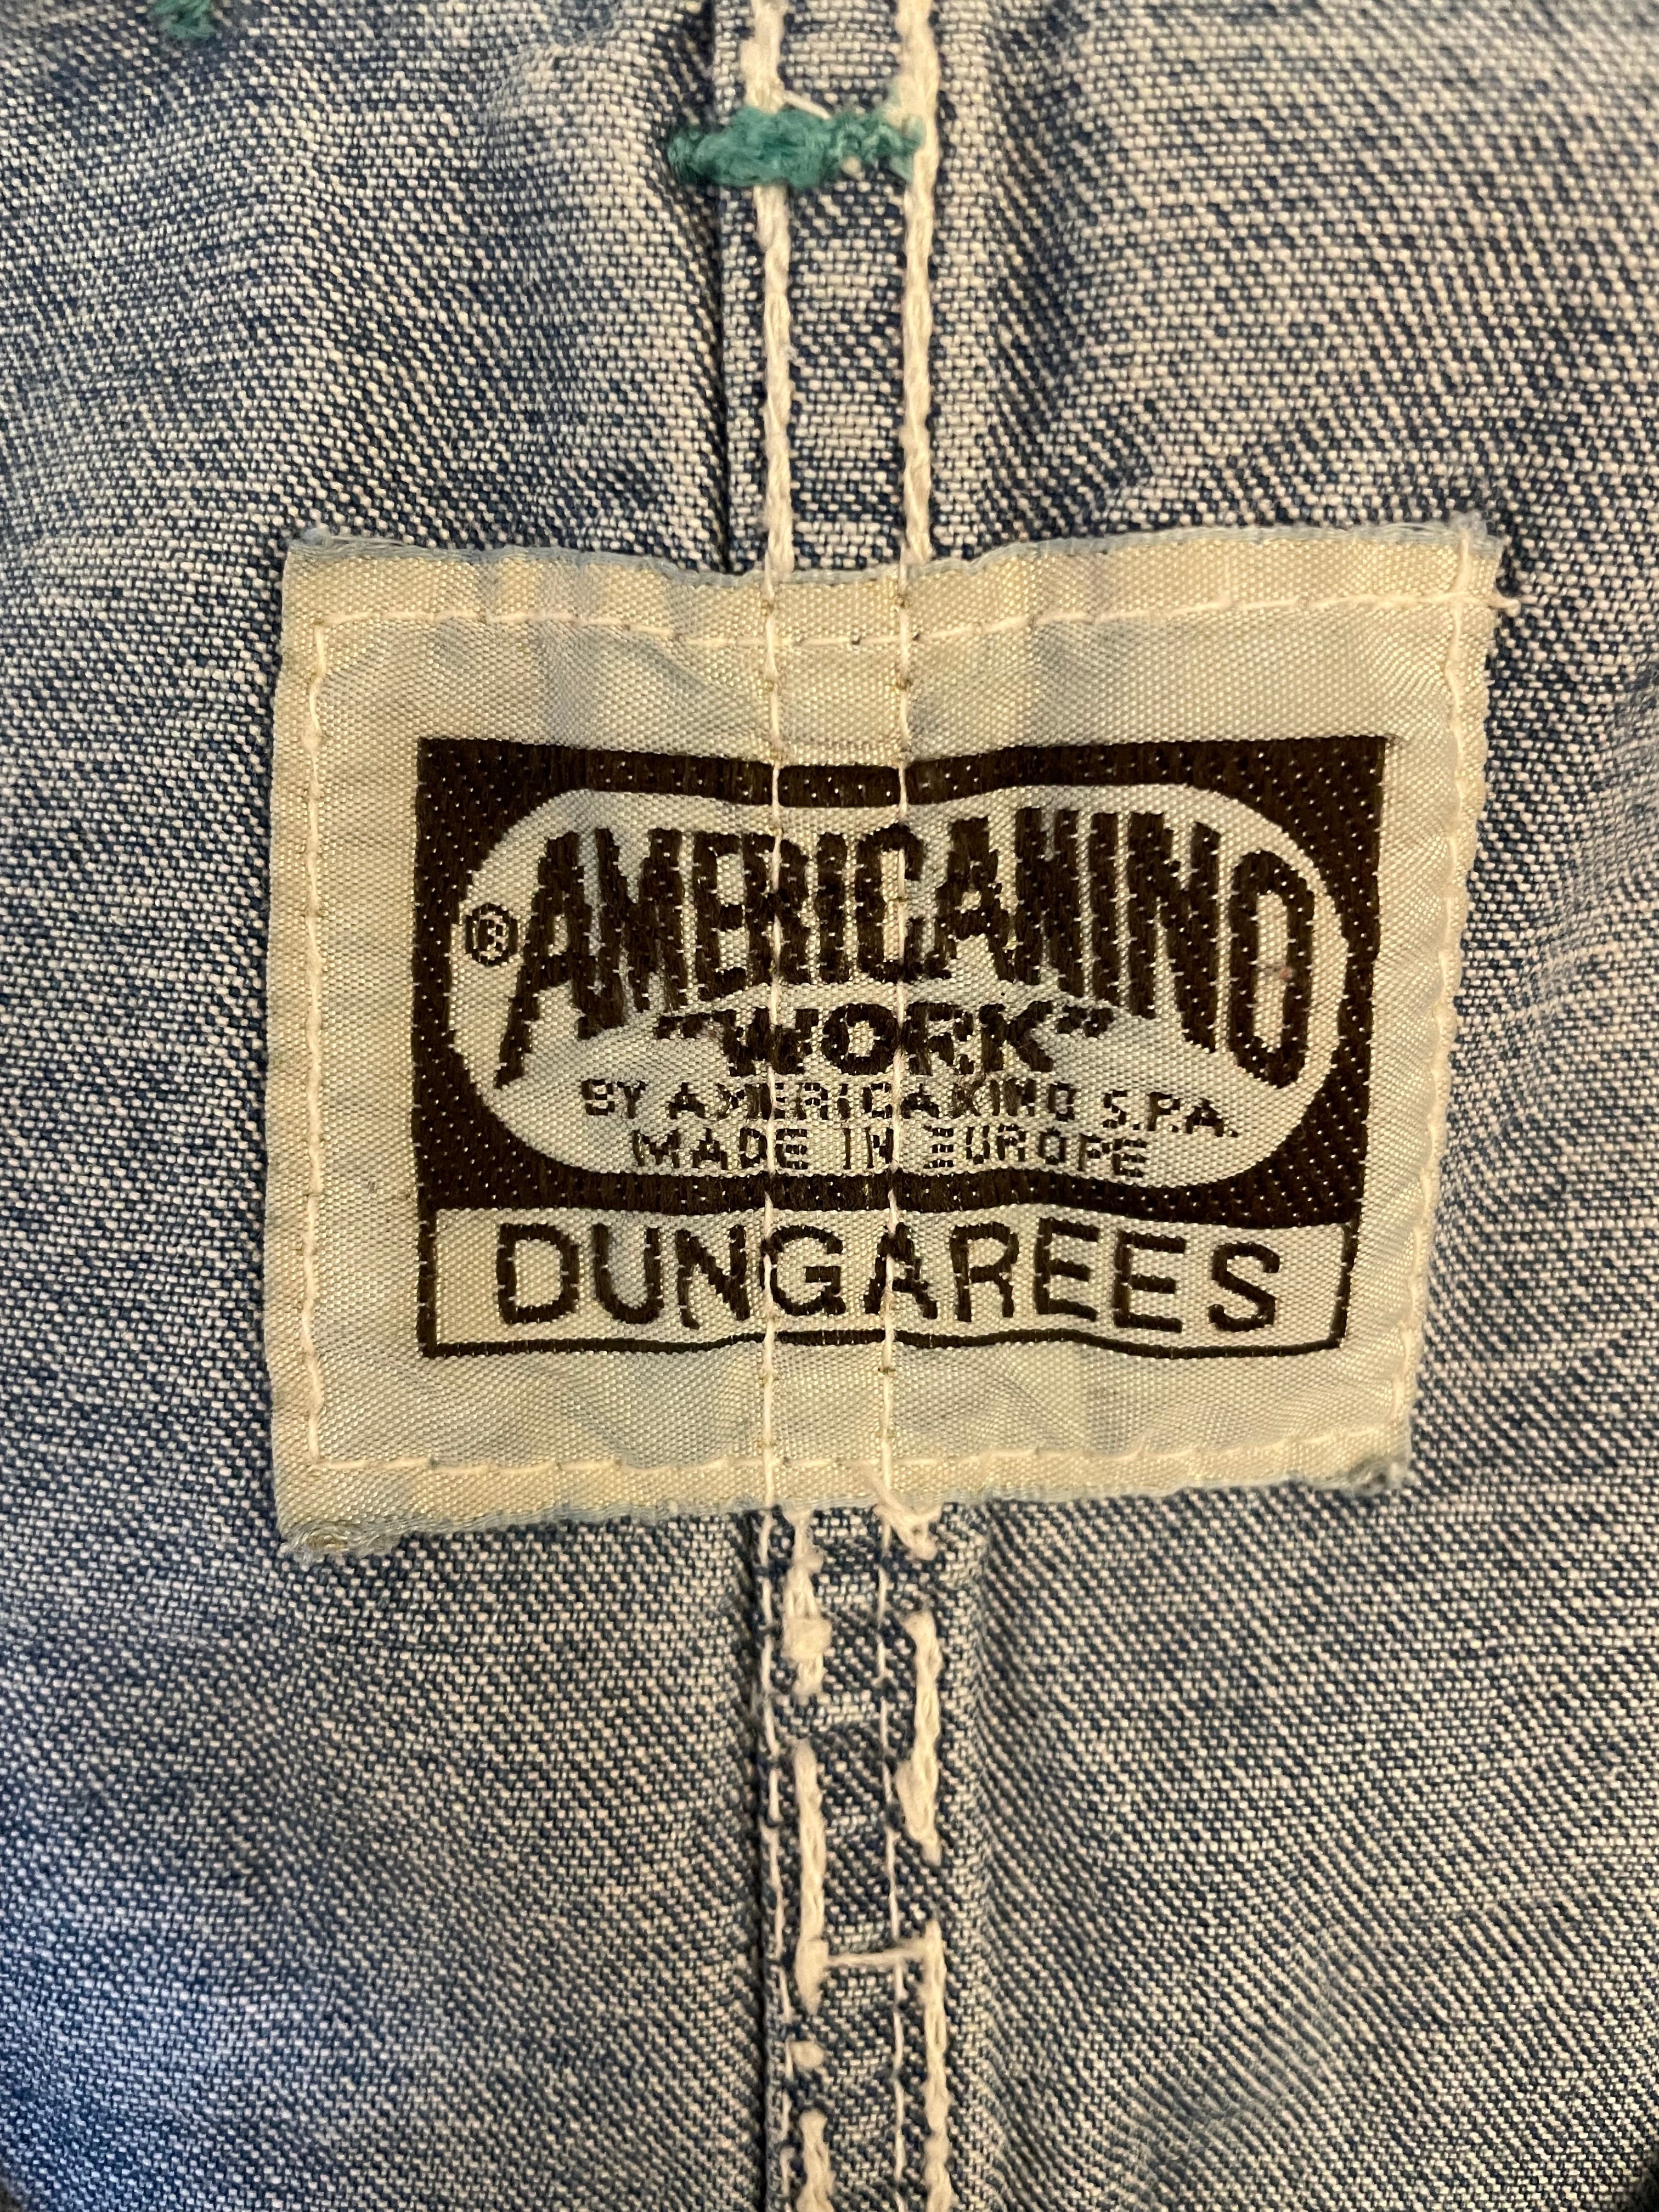 ®AMERICANINO
"WORK"
BY AMERICANINO S.P.A.
MADE IN EUROPE
DUNGAREES